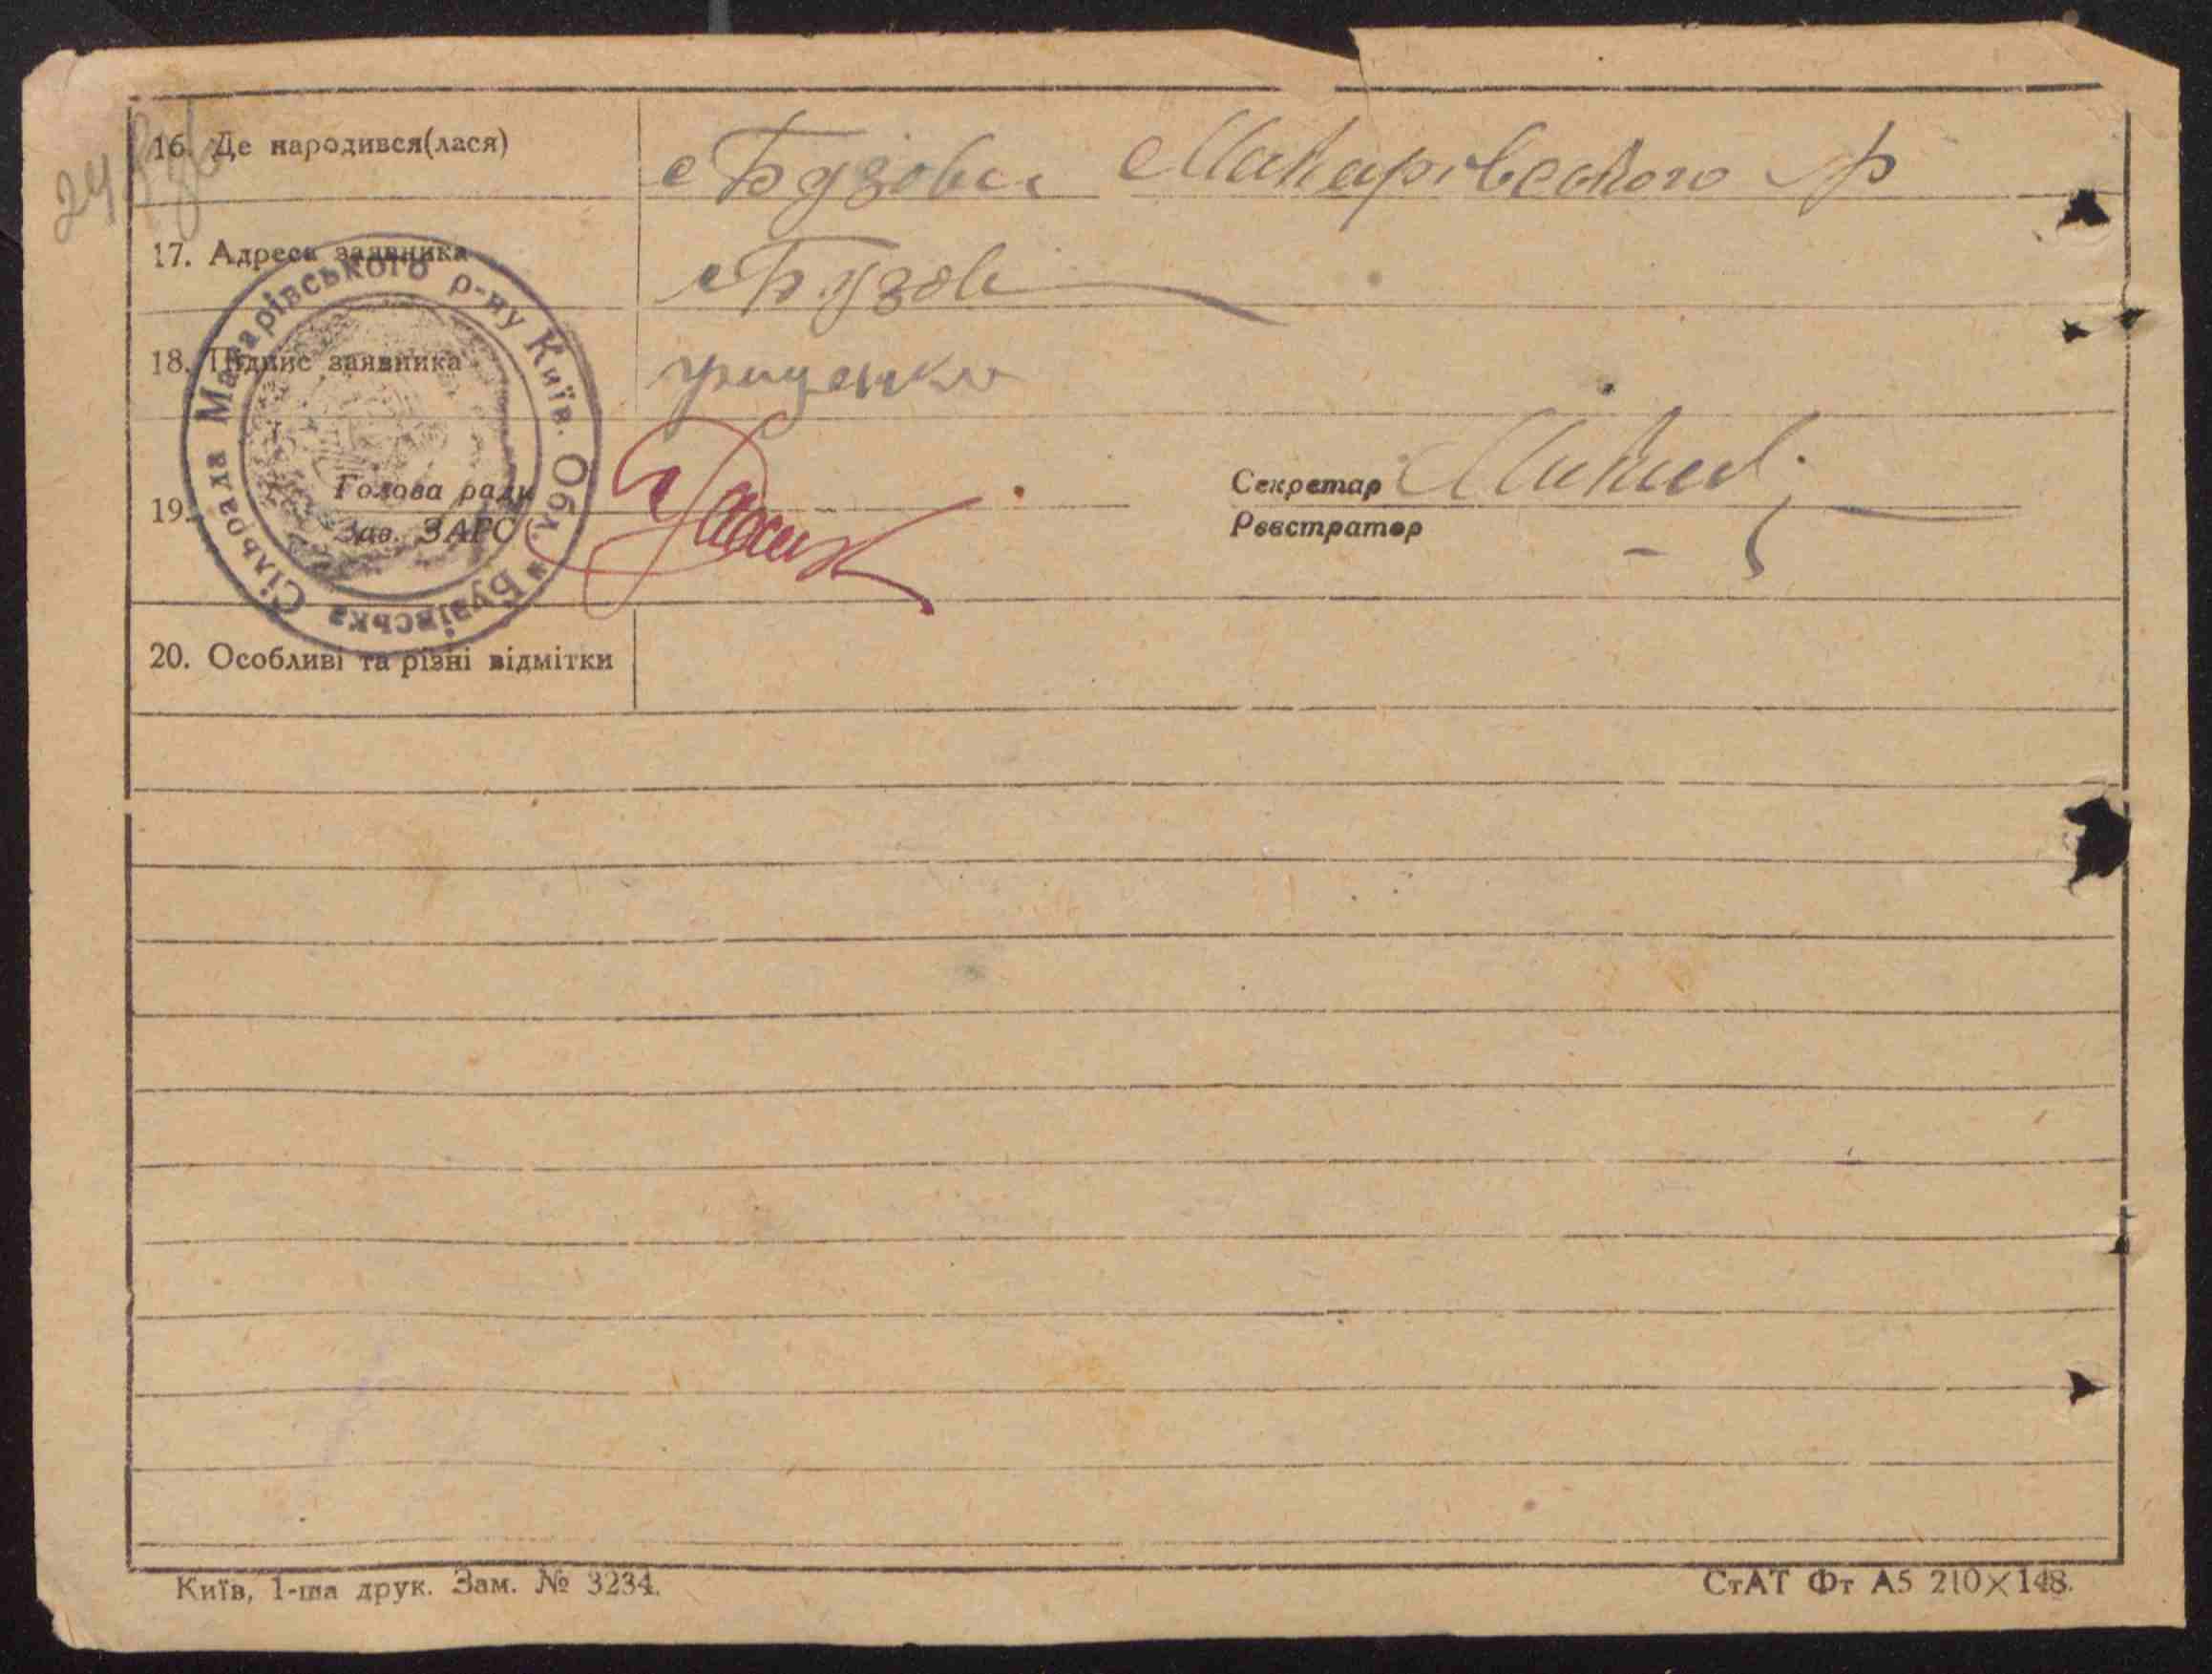 16. Де народився(лася) с Бузова Макарівського р
17. Адреса заявника с Бузов
18. Підпис заявника грищенко
19. Голова ради
Зав. ЗАГС
Секретар
Реєстратор
Сільрада Макарівського р-ну Київ. Обл. Бузівська
20. Особливі та різні відмітки
Київ, 1-ша друк. Зам. № 3234.
СтАТ Фт А5 210×148.